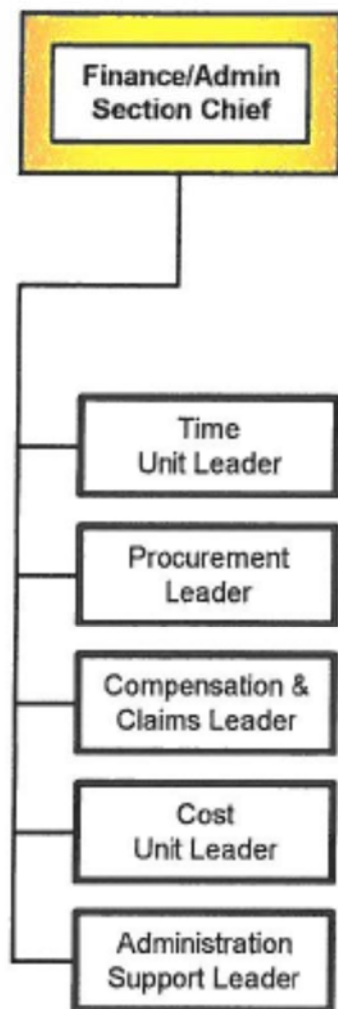 Finance/Admin
Section Chief
Time
Unit Leader
Procurement
Leader
Compensation &
Claims Leader
Cost
Unit Leader
Administration
Support Leader